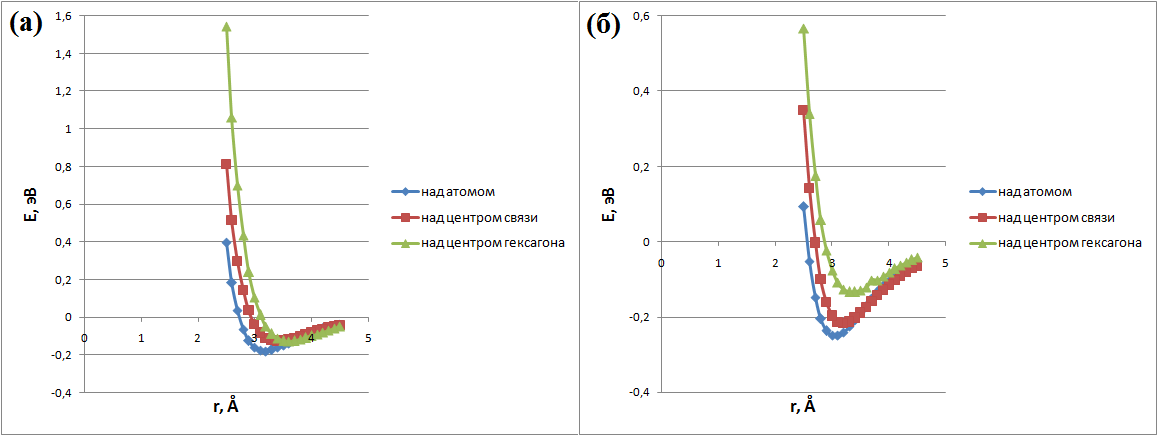 (а)
1,6
1,4
1,2
1
0,8
0,6
0,4
0,2
0
-0,2
-0,4
0
1
2
3
4
5
Е, эВ
r, Å
над атомом
над центром связи
над центром гексагона
(б)
0,6
0,4
0,2
0
-0,2
-0,4
0
1
2
3
4
5
Е, эВ
r, Å
над атомом
над центром связи
над центром гексагона